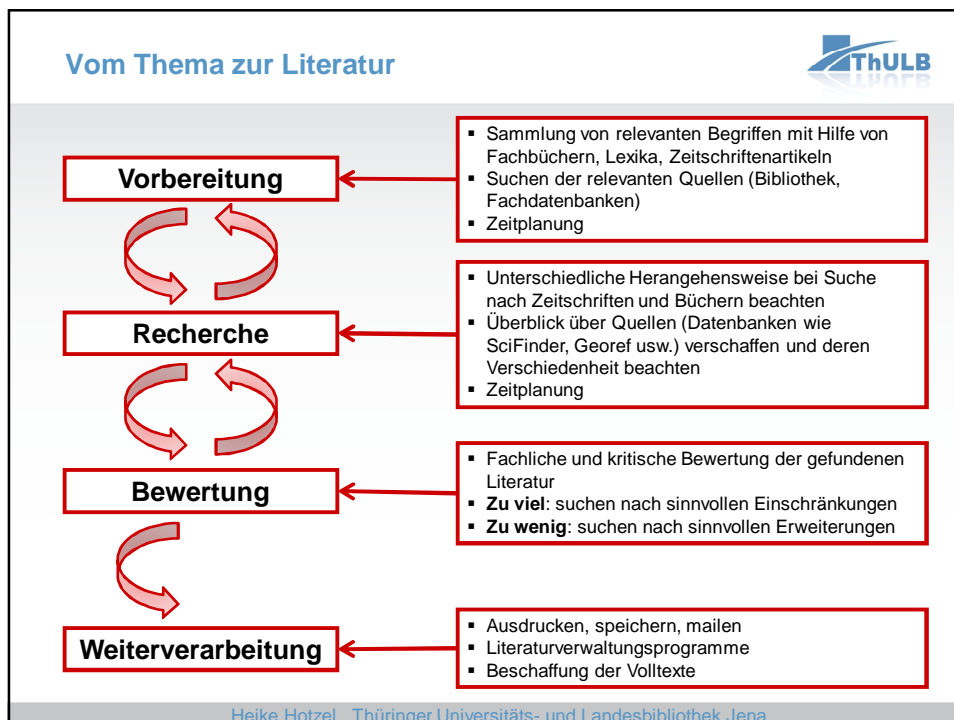 Vom Thema zur Literatur
ThULB
Vorbereitung
▪ Sammlung von relevanten Begriffen mit Hilfe von
Fachbüchern, Lexika, Zeitschriftenartikeln
▪ Suchen der relevanten Quellen (Bibliothek,
Fachdatenbanken)
▪ Zeitplanung
Recherche
▪ Unterschiedliche Herangehensweise bei Suche
nach Zeitschriften und Büchern beachten
▪ Überblick über Quellen (Datenbanken wie
SciFinder, Georef usw.) verschaffen und deren
Verschiedenheit beachten
▪ Zeitplanung
Bewertung
▪ Fachliche und kritische Bewertung der gefundenen
Literatur
▪ Zu viel: suchen nach sinnvollen Einschränkungen
▪ Zu wenig: suchen nach sinnvollen Erweiterungen
Weiterverarbeitung
▪ Ausdrucken, speichern, mailen
▪ Literaturverwaltungsprogramme
▪ Beschaffung der Volltexte
Heike Hotzel Thüringer Universitäts- und Landesbibliothek Jena